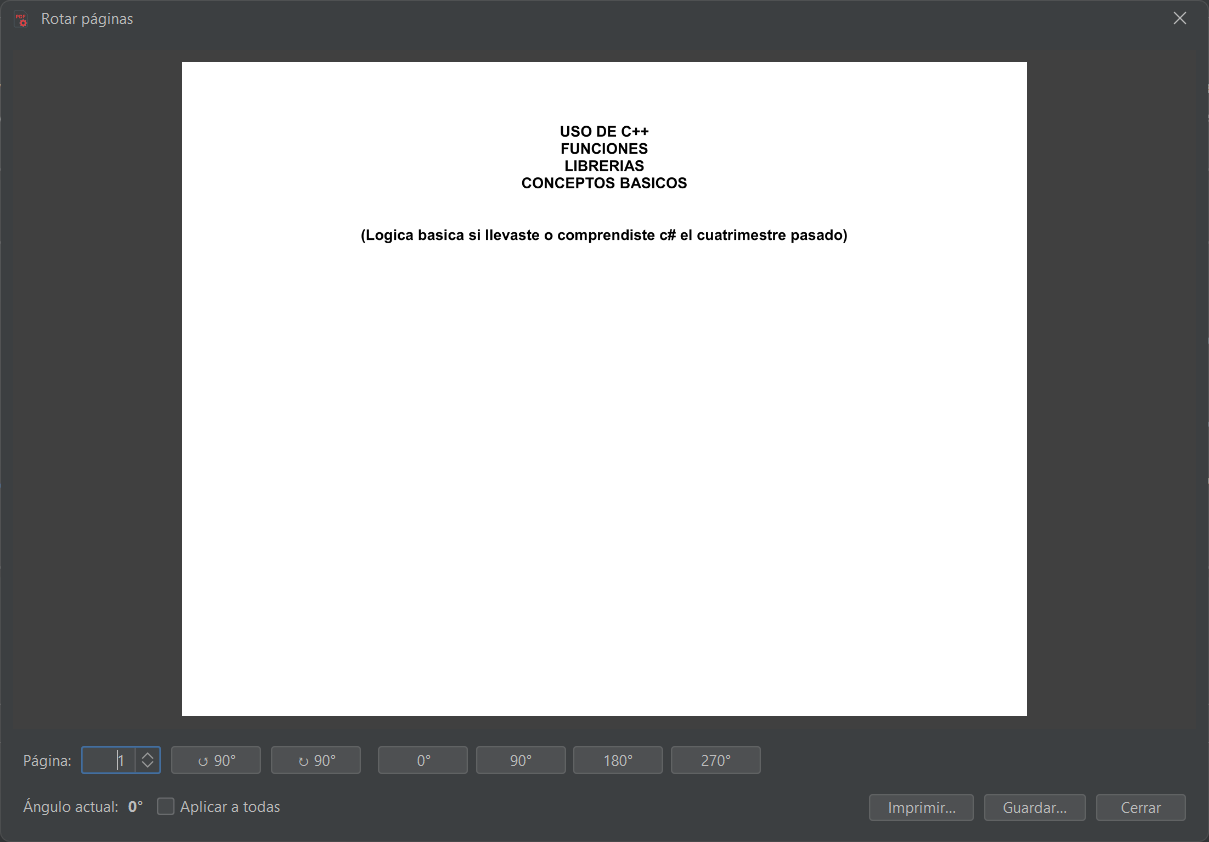 Rotar páginas
USO DE C++
FUNCIONES
LIBRERIAS
CONCEPTOS BASICOS
(Logica basica si llevaste o comprendiste c# el cuatrimestre pasado)
Página: 1 ↺ 90° ↻ 90° 0° 90° 180° 270°
Ángulo actual: 0° Aplicar a todas Imprimir... Guardar... Cerrar